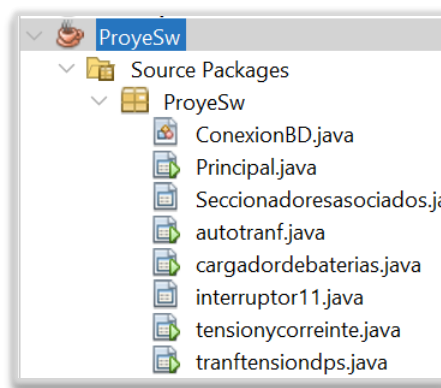 ProyeSw
Source Packages
ProyeSw
ConexionBD.java
Principal.java
Seccionadoresasociados.ja
autotranf.java
cargadordebaterias.java
interruptor11.java
tensionycorreinte.java
tranftensiondps.java